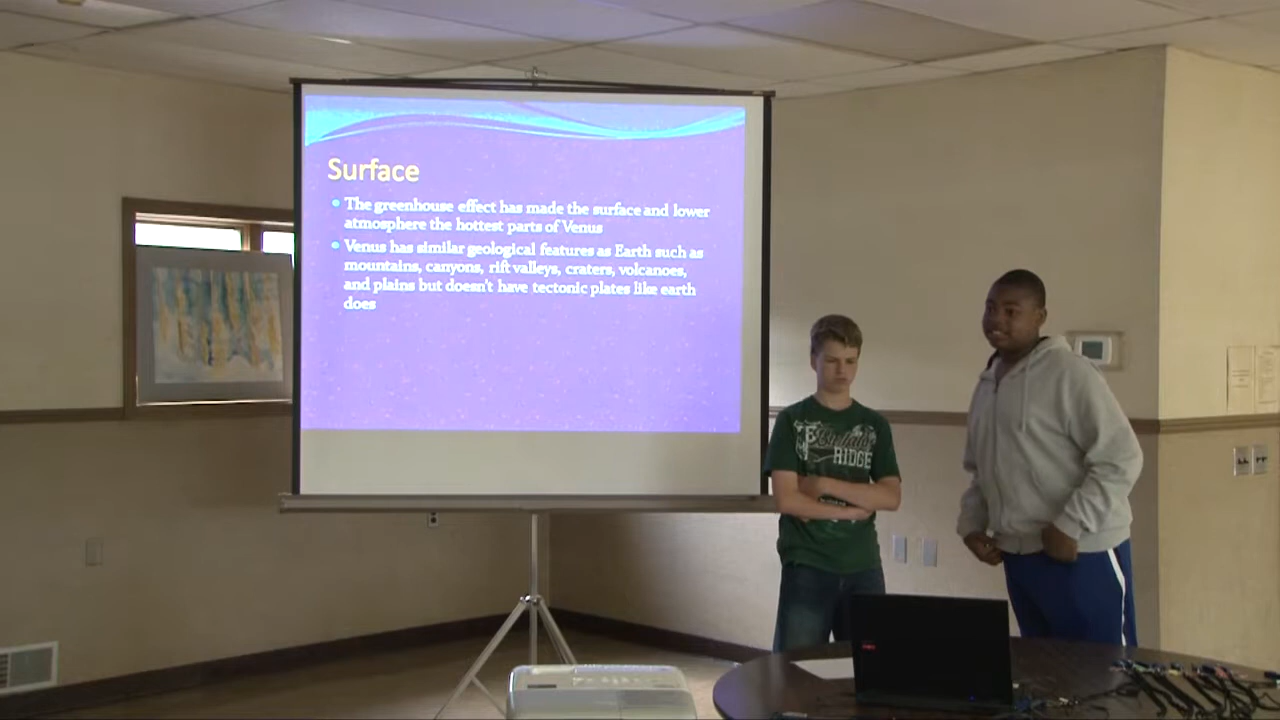 Surface
The greenhouse effect has made the surface and lower
atmosphere the hottest parts of Venus
Venus has similar geological features as Earth such as
mountains, canyons, rift valleys, craters, volcanoes,
and plains but doesn't have tectonic plates like earth
does
RIDGE